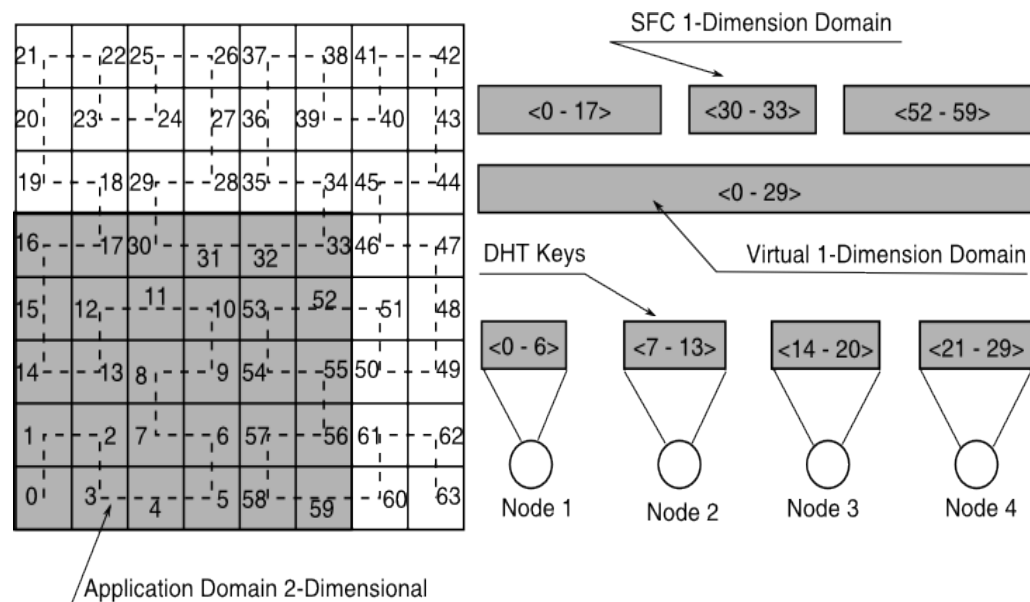 SFC 1-Dimension Domain
21 22 25 26 37 38 41 42
20 23 24 27 36 39 40 43
19 18 29 28 35 34 45 44
16 17 30 31 32 33 46 47
15 12 11 10 53 52 51 48
14 13 8 9 54 55 50 49
1 2 7 6 57 56 61 62
0 3 4 5 58 59 60 63
<0 - 17> <30 - 33> <52 - 59>
<0 - 29>
DHT Keys
Virtual 1-Dimension Domain
<0 - 6> <7 - 13> <14 - 20> <21 - 29>
Node 1 Node 2 Node 3 Node 4
Application Domain 2-Dimensional